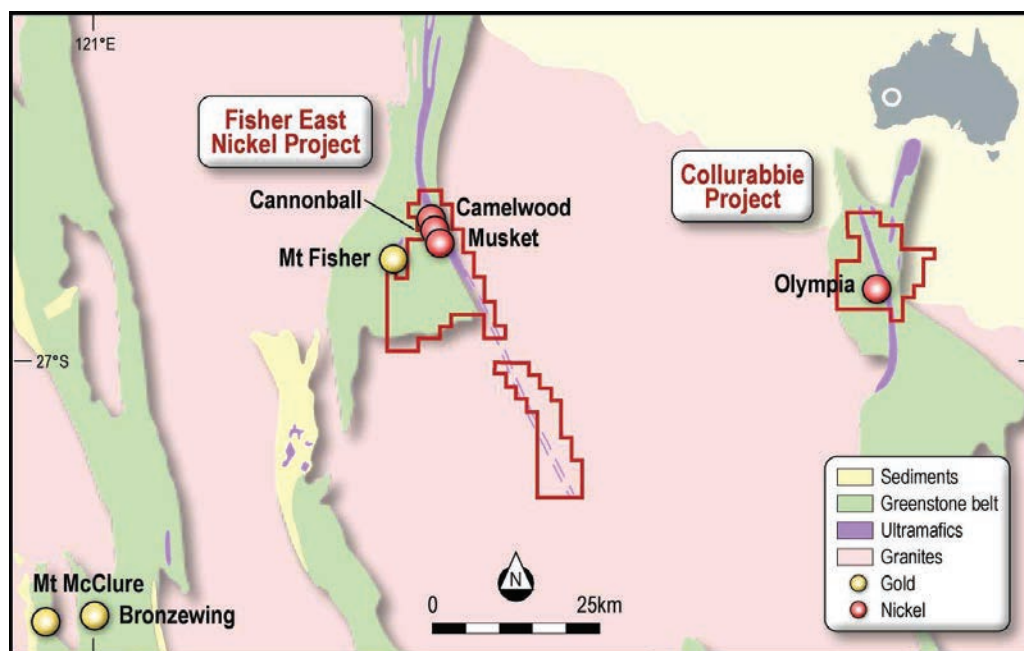 121°E
Fisher East
Nickel Project
Cannonball
Camelwood
Musket
Mt Fisher
Collurabbie
Project
Olympia
27°S
Sediments
Greenstone belt
Ultramafics
Granites
Gold
Nickel
N
0 25km
Mt McClure
Bronzewing